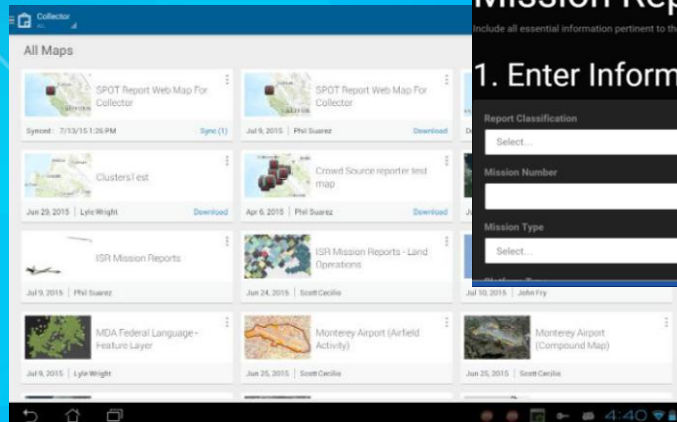 Collector
All Maps
SPOT Report Web Map For
Collector
Synced: 7/13/15 1:26 PM
Sync (1)
SPOT Report Web Map For
Collector
Jul 9, 2015 | Phil Suarez
Download
ClustersTest
Jun 29, 2015 | Lyle Wright
Download
Crowd Source reporter test
map
Apr 6, 2015 | Phil Suarez
Download
ISR Mission Reports
Jul 9, 2015 | Phil Suarez
ISR Mission Reports - Land
Operations
Jun 24, 2015 | Scott Cecilio
Jul 10, 2015 | John Fry
MDA Federal Language -
Feature Layer
Jul 9, 2015 | Lyle Wright
Monterey Airport (Airfield
Activity)
Jun 25, 2015 | Scott Cecilio
Monterey Airport
(Compound Map)
Jun 25, 2015 | Scott Cecilio
4:40
Mission Rep
Include all essential information pertinent to the
1. Enter Inform
Report Classification
Select...
Mission Number
Mission Type
Select...